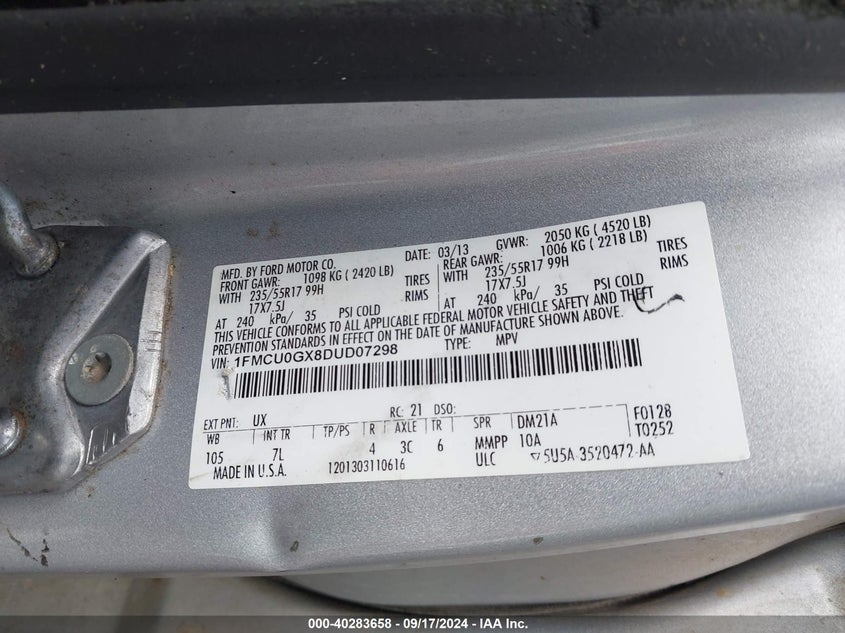 MFD. BY FORD MOTOR CO. DATE: 03/13 GVWR: 2050 KG ( 4520 LB)
FRONT GAWR: 1098 KG ( 2420 LB) REAR GAWR: 1006 KG ( 2218 LB)
WITH 235/55R17 99H TIRES WITH 235/55R17 99H TIRES
17X7.5J RIMS 17X7.5J RIMS
AT 240 kPa/ 35 PSI COLD AT 240 kPa/ 35 PSI COLD
THIS VEHICLE CONFORMS TO ALL APPLICABLE FEDERAL MOTOR VEHICLE SAFETY AND THEFT
PREVENTION STANDARDS IN EFFECT ON THE DATE OF MANUFACTURE SHOWN ABOVE.
VIN: 1FMCU0GX8DUD07298 TYPE: MPV
EXT PNT: UX RC: 21 DSO:
WB INT TR TP/PS R AXLE TR SPR DM21A F0128
105 7L 4 3C 6 MMPP 10A T0252
MADE IN U.S.A. 1201303110616 ULC 5U5A-3520472-AA
000-40283658 - 09/17/2024 - IAA Inc.